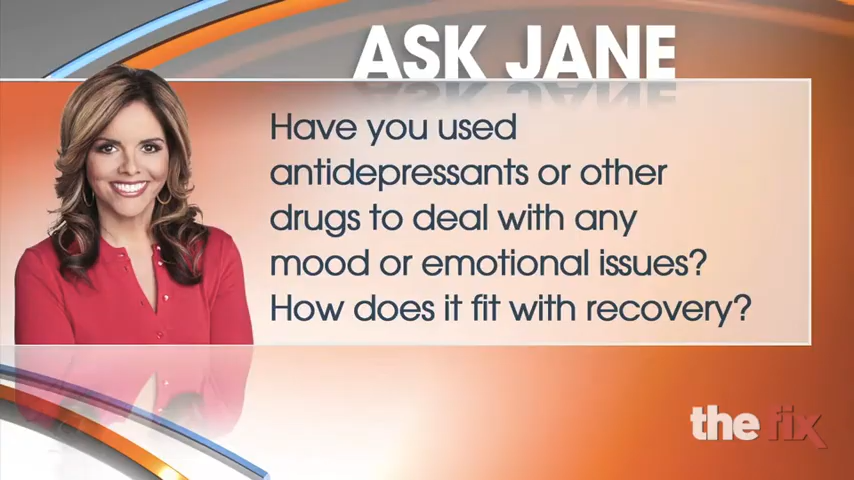 ASK JANE
Have you used
antidepressants or other
drugs to deal with any
mood or emotional issues?
How does it fit with recovery?
the fix